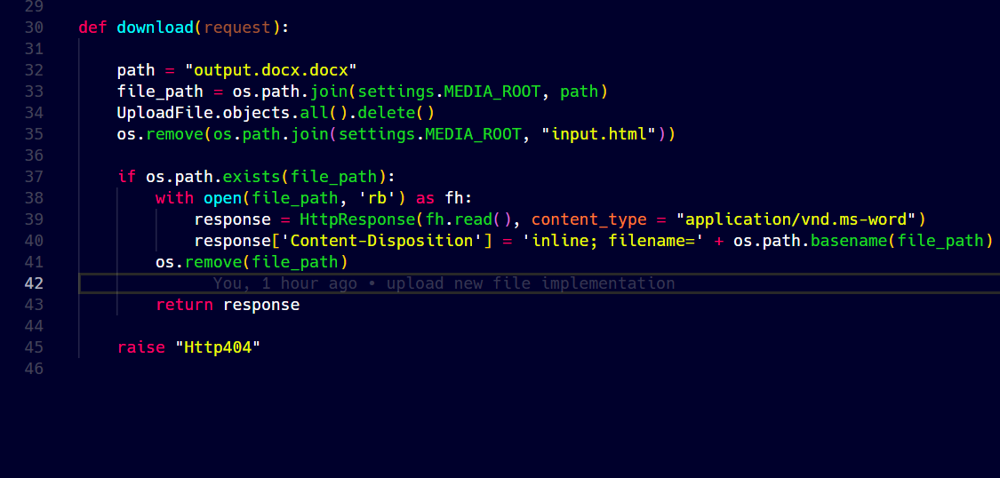 29
30 def download(request):
31
32 path = "output.docx.docx"
33 file_path = os.path.join(settings.MEDIA_ROOT, path)
34 UploadFile.objects.all().delete()
35 os.remove(os.path.join(settings.MEDIA_ROOT, "input.html"))
36
37 if os.path.exists(file_path):
38 with open(file_path, 'rb') as fh:
39 response = HttpResponse(fh.read(), content_type = "application/vnd.ms-word")
40 response['Content-Disposition'] = 'inline; filename=' + os.path.basename(file_path)
41 os.remove(file_path)
42 You, 1 hour ago • upload new file implementation
43 return response
44
45 raise "Http404"
46